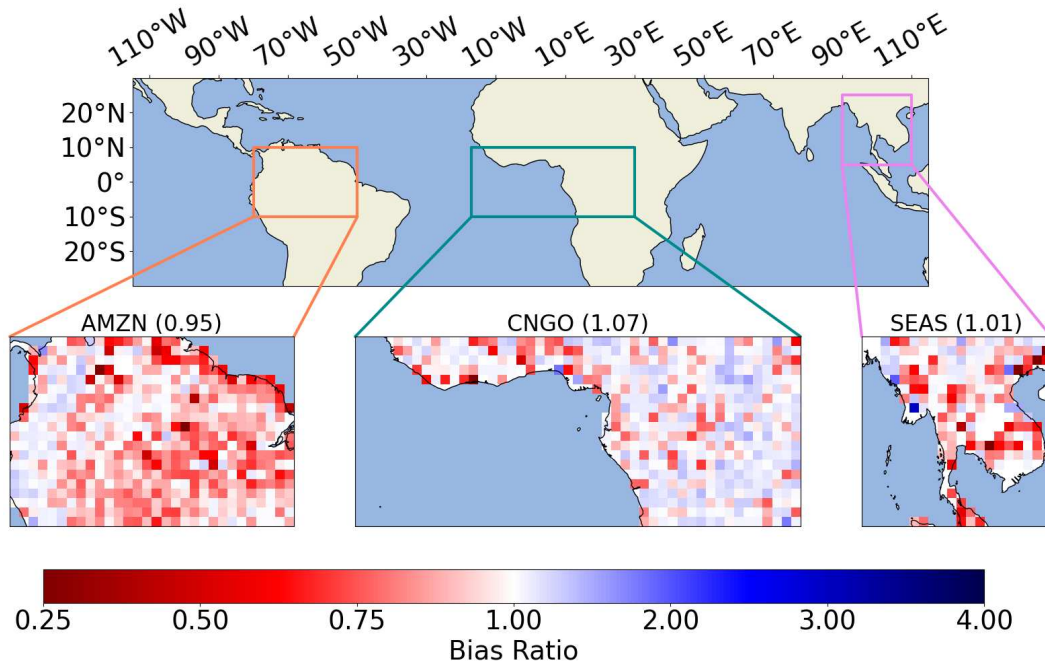 110°W 90°W 70°W 50°W 30°W 10°W 10°E 30°E 50°E 70°E 90°E 110°E
20°N
10°N
0°
10°S
20°S
AMZN (0.95) CNGO (1.07) SEAS (1.01)
0.25 0.50 0.75 1.00 2.00 3.00 4.00
Bias Ratio